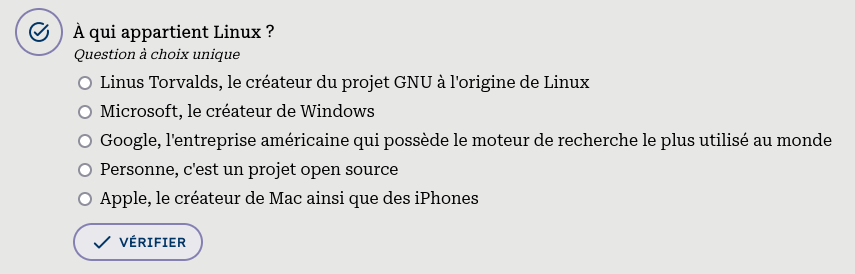 À qui appartient Linux ?
Question à choix unique
Linus Torvalds, le créateur du projet GNU à l'origine de Linux
Microsoft, le créateur de Windows
Google, l'entreprise américaine qui possède le moteur de recherche le plus utilisé au monde
Personne, c'est un projet open source
Apple, le créateur de Mac ainsi que des iPhones
VÉRIFIER